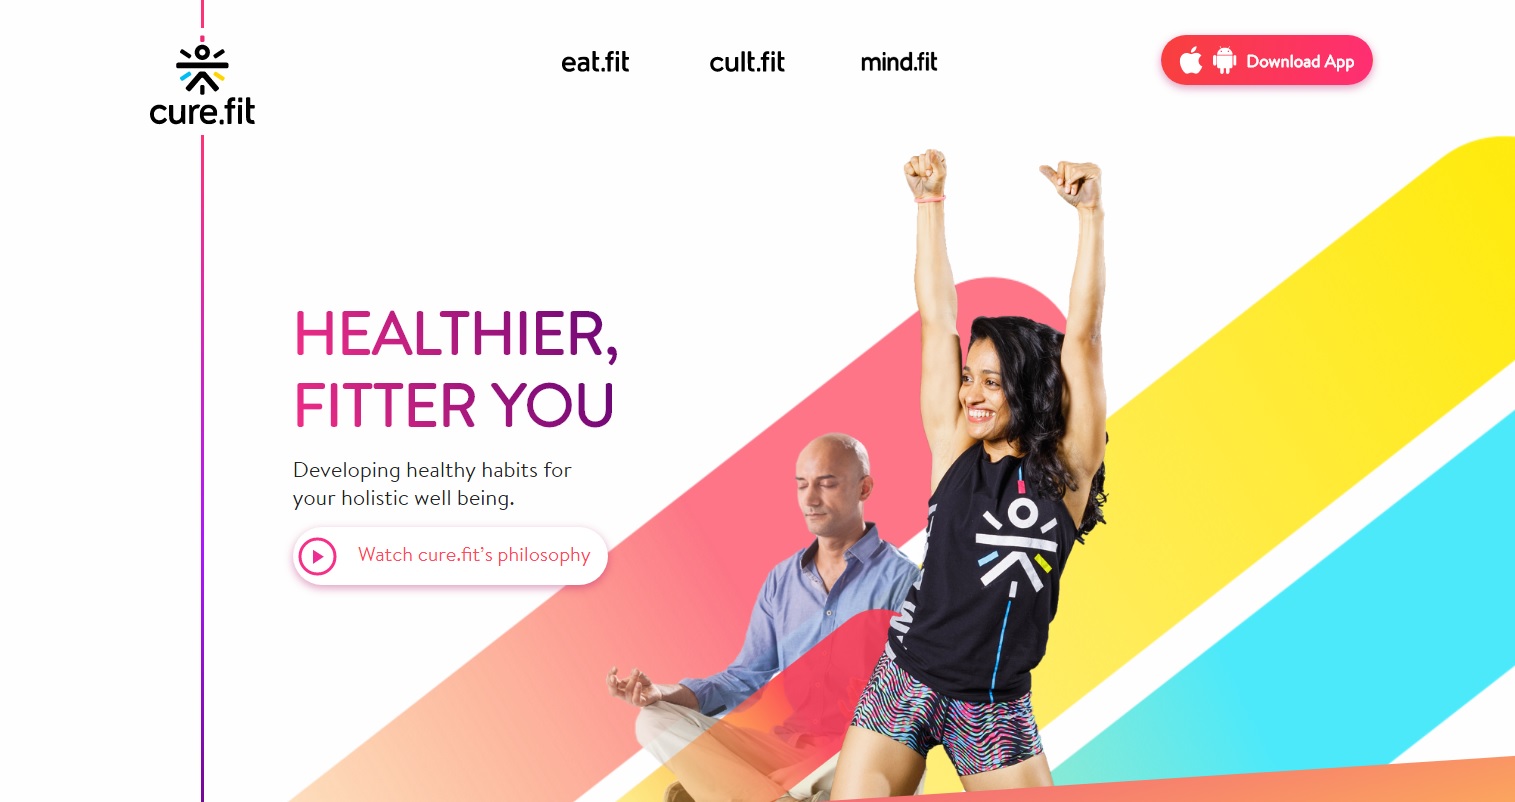 cure.fit
eat.fit
cult.fit
mind.fit
Download App
HEALTHIER,
FITTER YOU
Developing healthy habits for
your holistic well being.
Watch cure.fit's philosophy